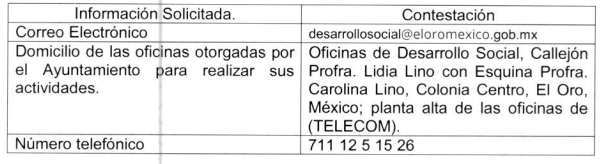 Información Solicitada.
Contestación
Correo Electrónico
desarrollosocial@eloromexico.gob.mx
Domicilio de las oficinas otorgadas por
el Ayuntamiento para realizar sus
actividades.
Oficinas de Desarrollo Social, Callejón
Profra. Lidia Lino con Esquina Profra.
Carolina Lino, Colonia Centro, El Oro,
México; planta alta de las oficinas de
(TELECOM).
Número telefónico
711 12 5 15 26